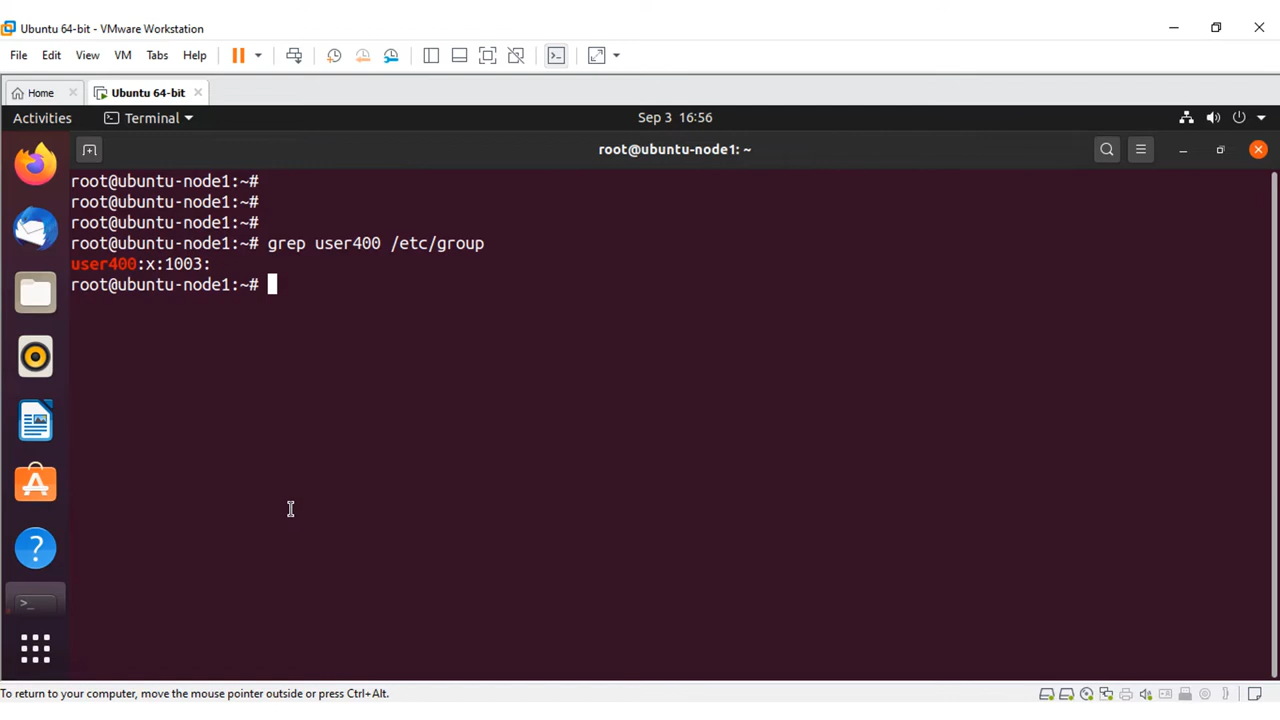 Ubuntu 64-bit - VMware Workstation
File Edit View VM Tabs Help
Home Ubuntu 64-bit
Activities Terminal Sep 3 16:56
root@ubuntu-node1: ~
root@ubuntu-node1:~#
root@ubuntu-node1:~#
root@ubuntu-node1:~#
root@ubuntu-node1:~# grep user400 /etc/group
user400:x:1003:
root@ubuntu-node1:~#
To return to your computer, move the mouse pointer outside or press Ctrl+Alt.